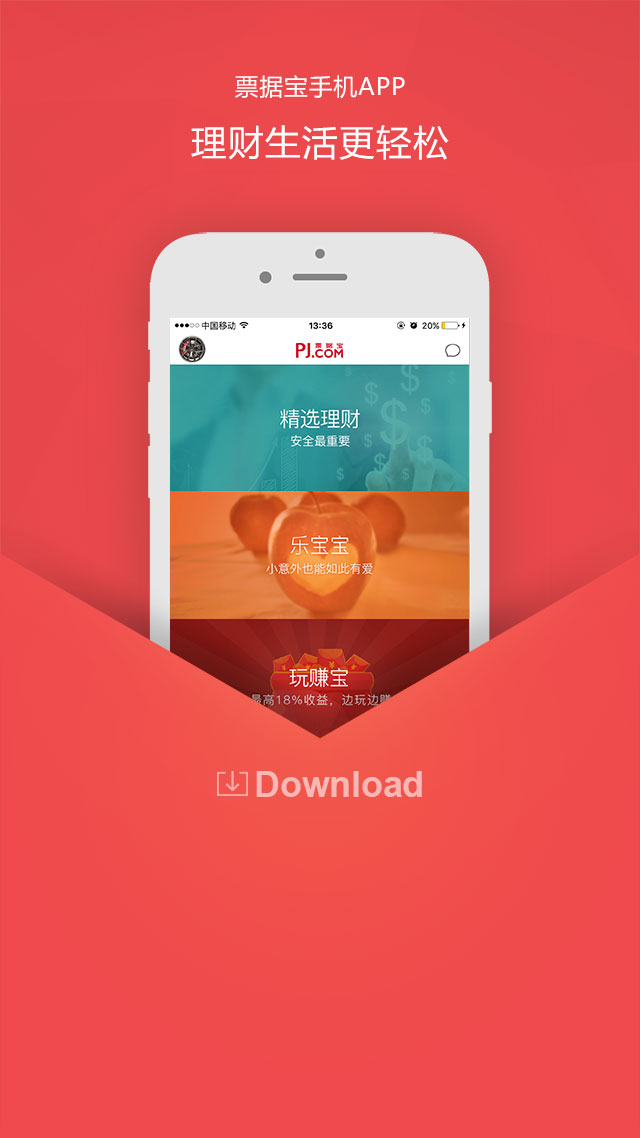 票据宝手机APP
理财生活更轻松
中国移动 13:36 20%
PJ票据宝.COM
精选理财
安全最重要
乐宝宝
小意外也能如此有爱
玩赚宝
最高18%收益，边玩边赚
Download